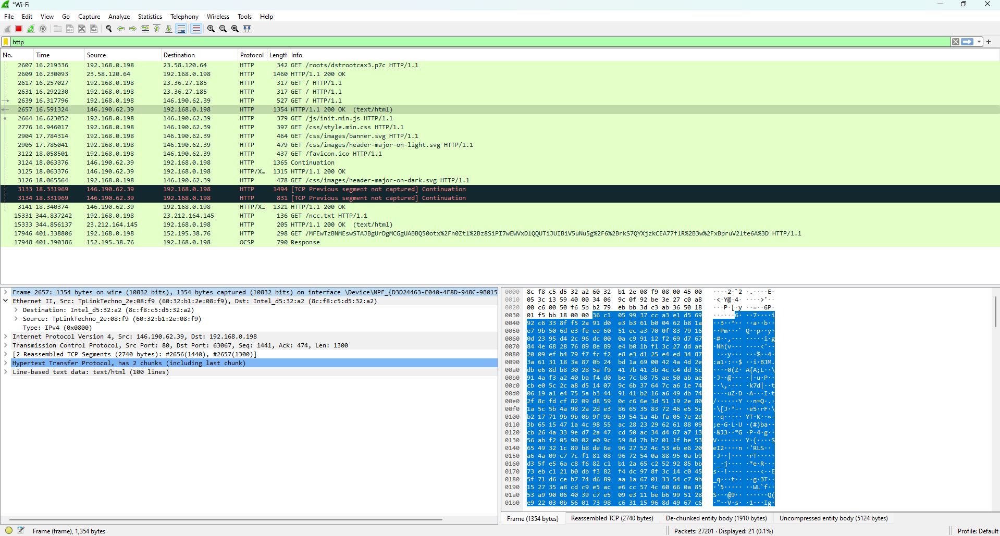 *Wi-Fi
File Edit View Go Capture Analyze Statistics Telephony Wireless Tools Help
http
No. Time Source Destination Protocol Length Info
2607 16.219336 192.168.0.198 23.58.120.64 HTTP 342 GET /roots/dstrootcax3.p7c HTTP/1.1
2609 16.230093 23.58.120.64 192.168.0.198 HTTP 1460 HTTP/1.1 200 OK
2617 16.257027 192.168.0.198 23.36.27.185 HTTP 317 GET / HTTP/1.1
2631 16.292230 192.168.0.198 23.36.27.185 HTTP 317 GET / HTTP/1.1
2639 16.317796 192.168.0.198 146.190.62.39 HTTP 527 GET / HTTP/1.1
2657 16.591324 146.190.62.39 192.168.0.198 HTTP 1354 HTTP/1.1 200 OK (text/html)
2664 16.623052 192.168.0.198 146.190.62.39 HTTP 379 GET /js/init.min.js HTTP/1.1
2776 16.946017 192.168.0.198 146.190.62.39 HTTP 397 GET /css/style.min.css HTTP/1.1
2904 17.784314 192.168.0.198 146.190.62.39 HTTP 464 GET /css/images/banner.svg HTTP/1.1
2905 17.785041 192.168.0.198 146.190.62.39 HTTP 479 GET /css/images/header-major-on-light.svg HTTP/1.1
3122 18.058501 192.168.0.198 146.190.62.39 HTTP 437 GET /favicon.ico HTTP/1.1
3124 18.063376 146.190.62.39 192.168.0.198 HTTP 1365 Continuation
3125 18.063376 146.190.62.39 192.168.0.198 HTTP/X… 1315 HTTP/1.1 200 OK
3126 18.065564 192.168.0.198 146.190.62.39 HTTP 478 GET /css/images/header-major-on-dark.svg HTTP/1.1
3133 18.331969 146.190.62.39 192.168.0.198 HTTP 1494 [TCP Previous segment not captured] Continuation
3134 18.331969 146.190.62.39 192.168.0.198 HTTP 831 [TCP Previous segment not captured] Continuation
3141 18.340374 146.190.62.39 192.168.0.198 HTTP/X… 1321 HTTP/1.1 200 OK
15331 344.837242 192.168.0.198 23.212.164.145 HTTP 136 GET /ncc.txt HTTP/1.1
15333 344.856137 23.212.164.145 192.168.0.198 HTTP 205 HTTP/1.1 200 OK (text/html)
17946 401.338806 192.168.0.198 152.195.38.76 HTTP 298 GET /MFEwTzBNMEswSTAJBgUrDgMCGgUABBQ50otx%2Fh0Ztl%2Bz8SiPI7wEWVxDlQQUTiJUIBiV5uNu5g%2F6%2BrkS7QYXjzkCEA77flR%2B3w%2FxBpruV2lte6A%3D HTTP/1.1
17948 401.390386 152.195.38.76 192.168.0.198 OCSP 790 Response
Frame 2657: 1354 bytes on wire (10832 bits), 1354 bytes captured (10832 bits) on interface \Device\NPF_{D3D24463-E040-4F8D-948C-9B015
Ethernet II, Src: TpLinkTechno_2e:08:f9 (60:32:b1:2e:08:f9), Dst: Intel_d5:32:a2 (8c:f8:c5:d5:32:a2)
Destination: Intel_d5:32:a2 (8c:f8:c5:d5:32:a2)
Source: TpLinkTechno_2e:08:f9 (60:32:b1:2e:08:f9)
Type: IPv4 (0x0800)
Internet Protocol Version 4, Src: 146.190.62.39, Dst: 192.168.0.198
Transmission Control Protocol, Src Port: 80, Dst Port: 63067, Seq: 1441, Ack: 474, Len: 1300
[2 Reassembled TCP Segments (2740 bytes): #2656(1440), #2657(1300)]
Hypertext Transfer Protocol, has 2 chunks (including last chunk)
Line-based text data: text/html (100 lines)
0000 8c f8 c5 d5 32 a2 60 32 b1 2e 08 f9 08 00 45 00
0010 05 3c 13 59 40 00 34 06 9c 0f 92 be 3e 27 c0 a8
0020 00 c6 00 50 f6 5b b2 79 eb bb 3d c3 ab 36 50 18
0030 01 f5 bb 18 00 00 36 c1 05 99 37 cc a3 e1 d5 69
0040 92 c6 33 8f f5 2a 91 d0 e3 b3 61 b0 04 62 b8 1a
0050 e7 9b 50 6d e3 fe ee 60 51 ec a3 70 0f 83 79 16
0060 0d 23 95 d4 2c 96 dc 00 0a c9 91 12 f2 69 d7 67
0070 84 4e 68 28 76 89 8e 89 e4 b0 1b f1 3c 27 dd ae
0080 20 09 ef b4 79 f7 fc f2 e8 e3 d1 25 e4 ed 34 87
0090 3a 61 31 18 3a 87 0b 24 bd 1a 69 00 42 4a 4d 2e
00a0 db e6 8d b8 30 28 5a f9 41 7b 41 3b 4c c4 dd 5c
00b0 91 4a f3 a2 40 ba f4 d0 be 7c b8 75 ae 50 ab ae
00c0 cb e0 5c 2c a8 d5 14 07 9c 6b 37 64 7c a6 1e 74
00d0 06 19 a1 e4 75 5a b3 44 91 41 b2 16 a6 49 db 74
00e0 2f 8c fd cf 82 09 d8 59 0c c6 6e 3d 51 19 2e 80
00f0 1a 5c 5b 4a 98 2a 2d e3 86 65 35 83 72 46 e5 5c
0100 b2 17 71 9b 9b 0b 9f 9b 59 54 1a 4b fa 05 7e 2d
0110 3b 65 15 47 1a 4c 98 55 ac 28 23 29 62 61 88 09
0120 cb 26 4a 33 9e d7 2a 47 cd 50 ac 34 d4 67 a7 13
0130 56 ab f2 05 90 02 e0 9c 59 8d 7b b7 01 1f be 53
0140 65 49 32 1c 89 b8 de 6e 96 27 52 4c 53 eb e6 20
0150 a6 4a 09 c7 7c f1 81 08 96 72 54 0a 88 95 0a b9
0160 d3 5f e5 6a c8 f6 82 c1 b1 2a 65 c2 52 92 85 bb
0170 73 eb c1 21 b0 db f3 82 f4 dc 97 8f 3c 14 c0 45
0180 5f 71 d6 ce b7 74 d6 89 aa 1a 67 01 33 54 c7 9b
0190 15 27 35 a8 cd c9 e5 ac e6 cc 57 4c 60 66 0a 85
01a0 53 a9 90 06 40 39 c7 e5 09 e3 11 be b6 99 51 28
01b0 e9 22 03 0b 56 01 73 98 c6 31 15 96 8d 49 67 c6
Frame (1354 bytes) Reassembled TCP (2740 bytes) De-chunked entity body (1910 bytes) Uncompressed entity body (5124 bytes)
Frame (frame), 1,354 bytes Packets: 27201 · Displayed: 21 (0.1%) Profile: Default